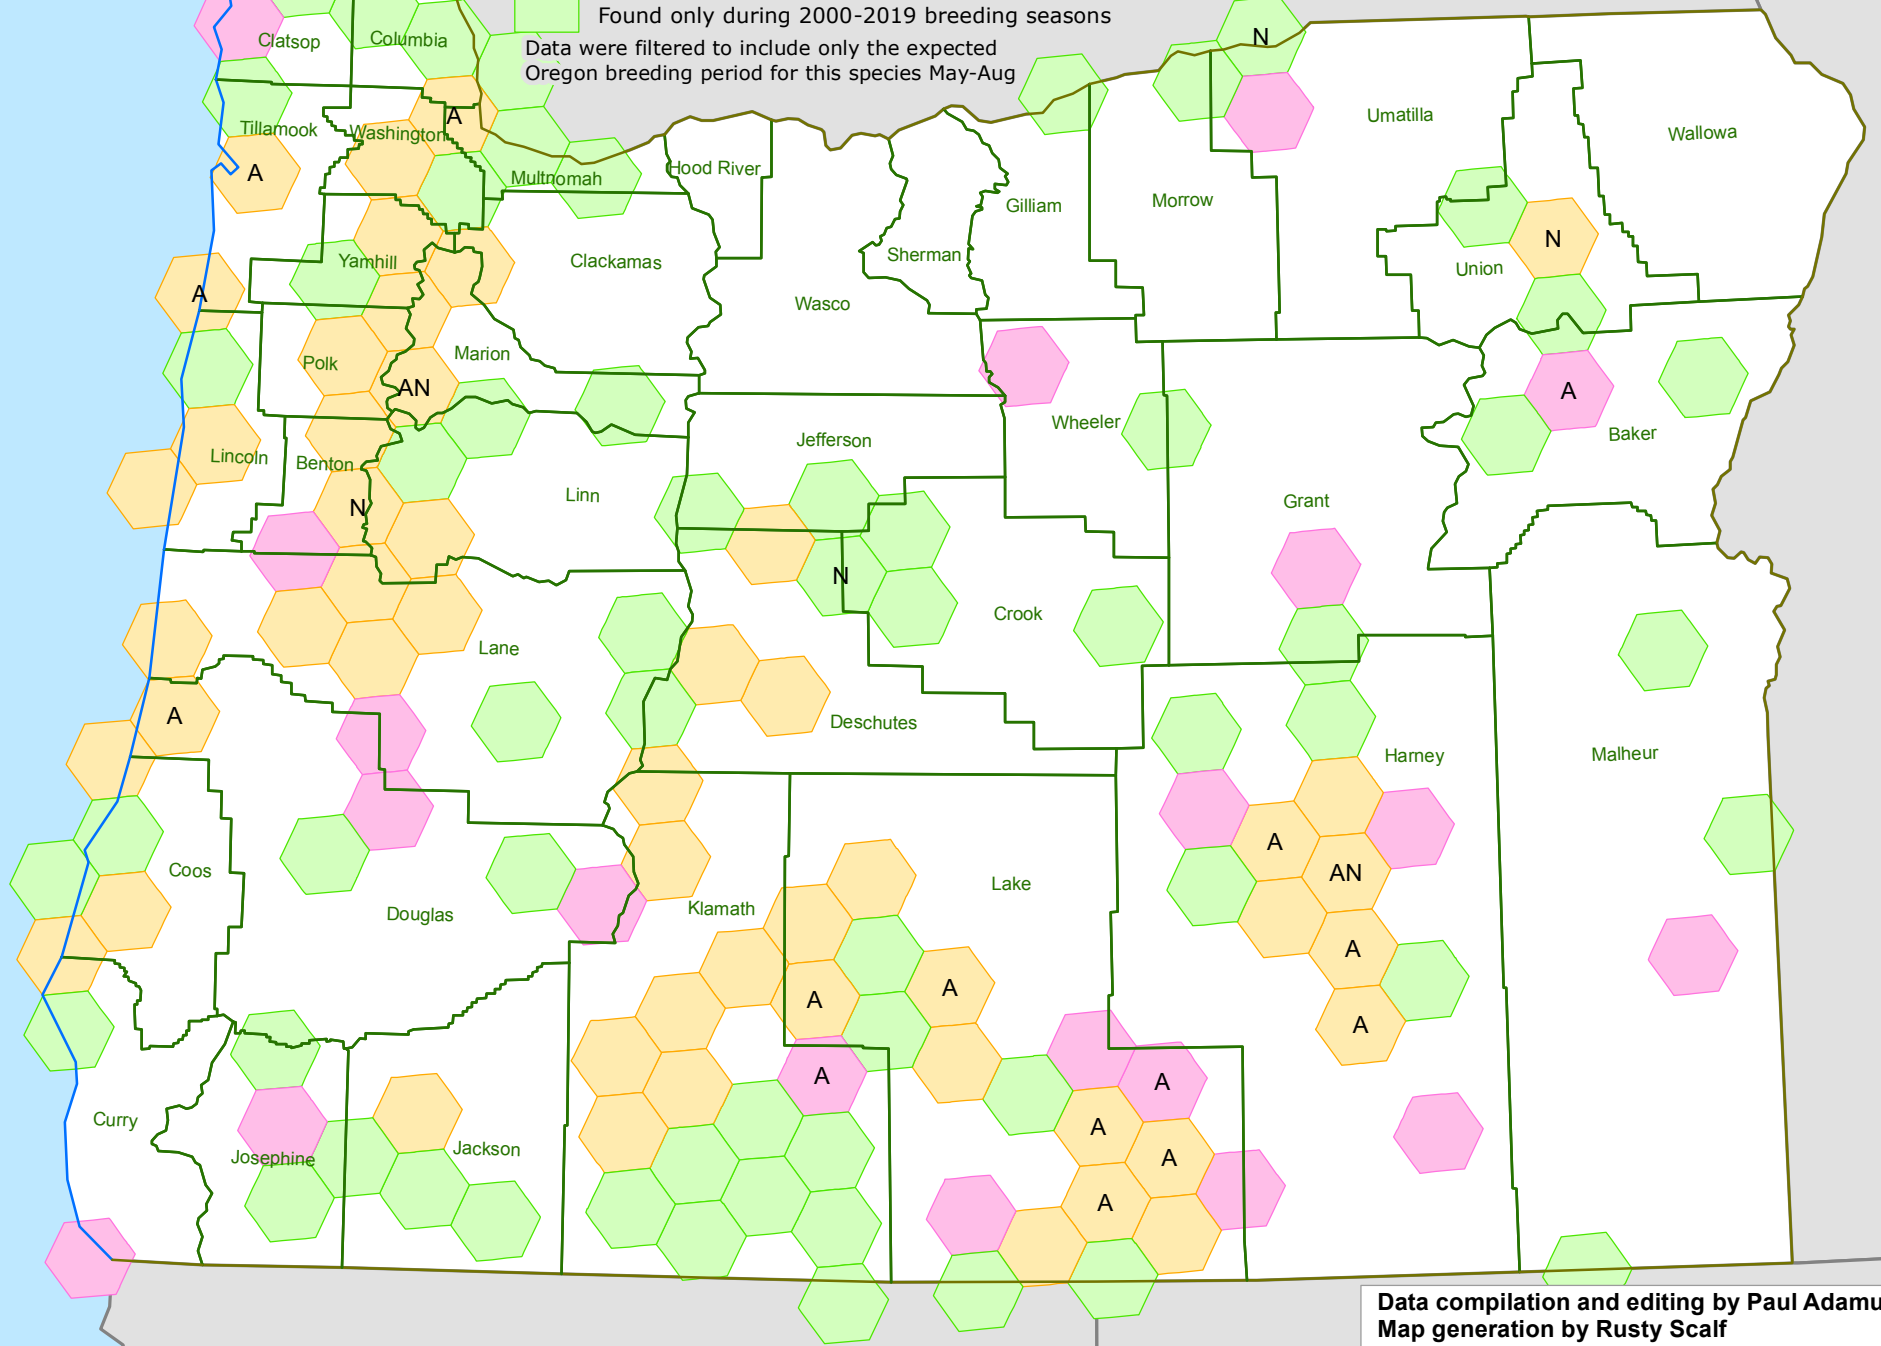 Found only during 2000-2019 breeding seasons
Data were filtered to include only the expected
Oregon breeding period for this species May-Aug
Clatsop
Columbia
N
Umatilla
Wallowa
Tillamook
Washington
A
A
Multnomah
Hood River
Gilliam
Morrow
N
Union
Yamhill
Clackamas
Sherman
Wasco
A
Polk
Marion
AN
A
Baker
Wheeler
Jefferson
Lincoln
Benton
Linn
N
Grant
N
Crook
Lane
A
Deschutes
Harney
Malheur
A
AN
Coos
Douglas
Klamath
Lake
A
A
A
A
A
A
A
Curry
Josephine
Jackson
A
A
A
Data compilation and editing by Paul Adamu
Map generation by Rusty Scalf